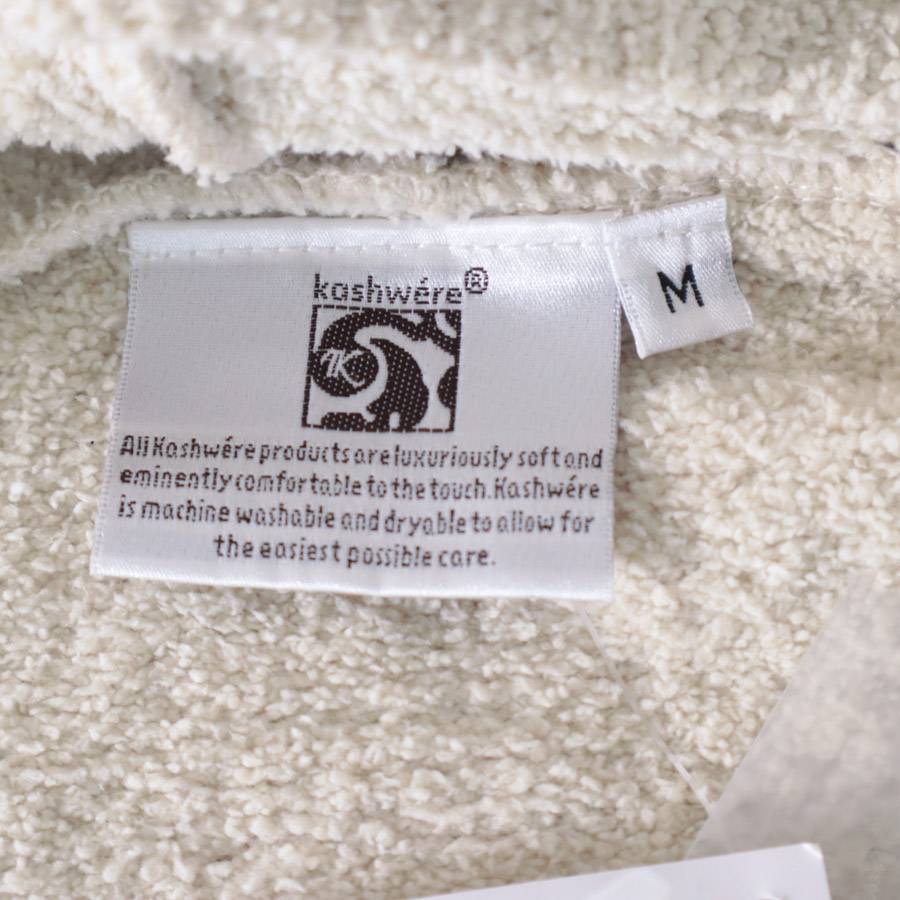 kashwére®
M
K
All Kashwére products are luxuriously soft and
eminently comfortable to the touch. Kashwére
is machine washable and dryable to allow for
the easiest possible care.